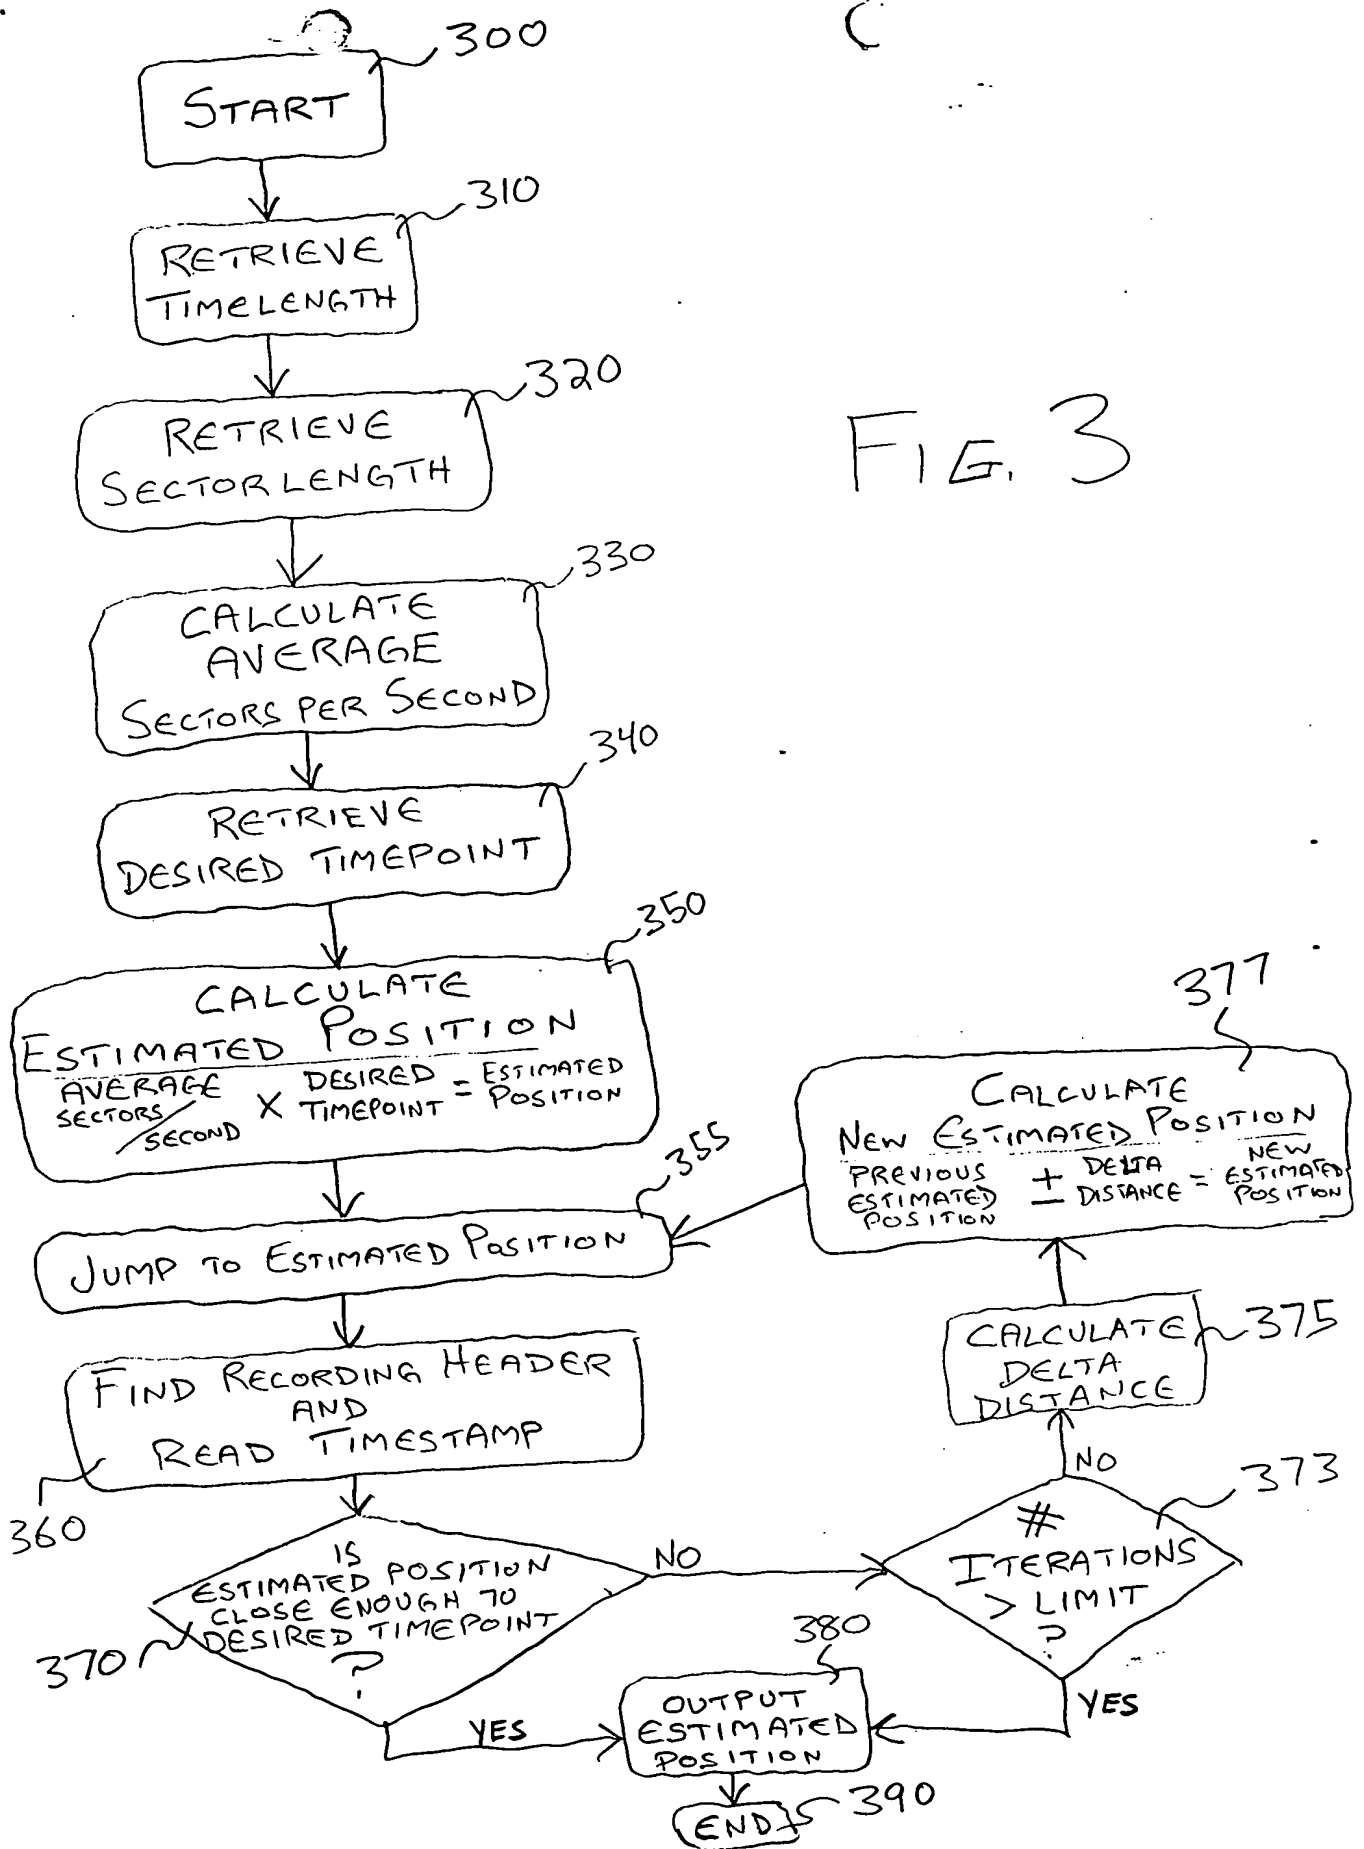 300
START
310
RETRIEVE
TIMELENGTH
320
RETRIEVE
SECTOR LENGTH
FIG. 3
330
CALCULATE
AVERAGE
SECTORS PER SECOND
340
RETRIEVE
DESIRED TIMEPOINT
350
CALCULATE
ESTIMATED POSITION
AVERAGE SECTORS/SECOND X DESIRED TIMEPOINT = ESTIMATED POSITION
377
CALCULATE
NEW ESTIMATED POSITION
PREVIOUS ESTIMATED POSITION ± DELTA DISTANCE = NEW ESTIMATED POSITION
355
JUMP TO ESTIMATED POSITION
FIND RECORDING HEADER
AND
READ TIMESTAMP
360
375
CALCULATE
DELTA
DISTANCE
NO
373
#
ITERATIONS
> LIMIT
?
YES
IS
ESTIMATED POSITION
CLOSE ENOUGH TO
DESIRED TIMEPOINT
?
370
NO
YES
380
OUTPUT
ESTIMATED
POSITION
END
390